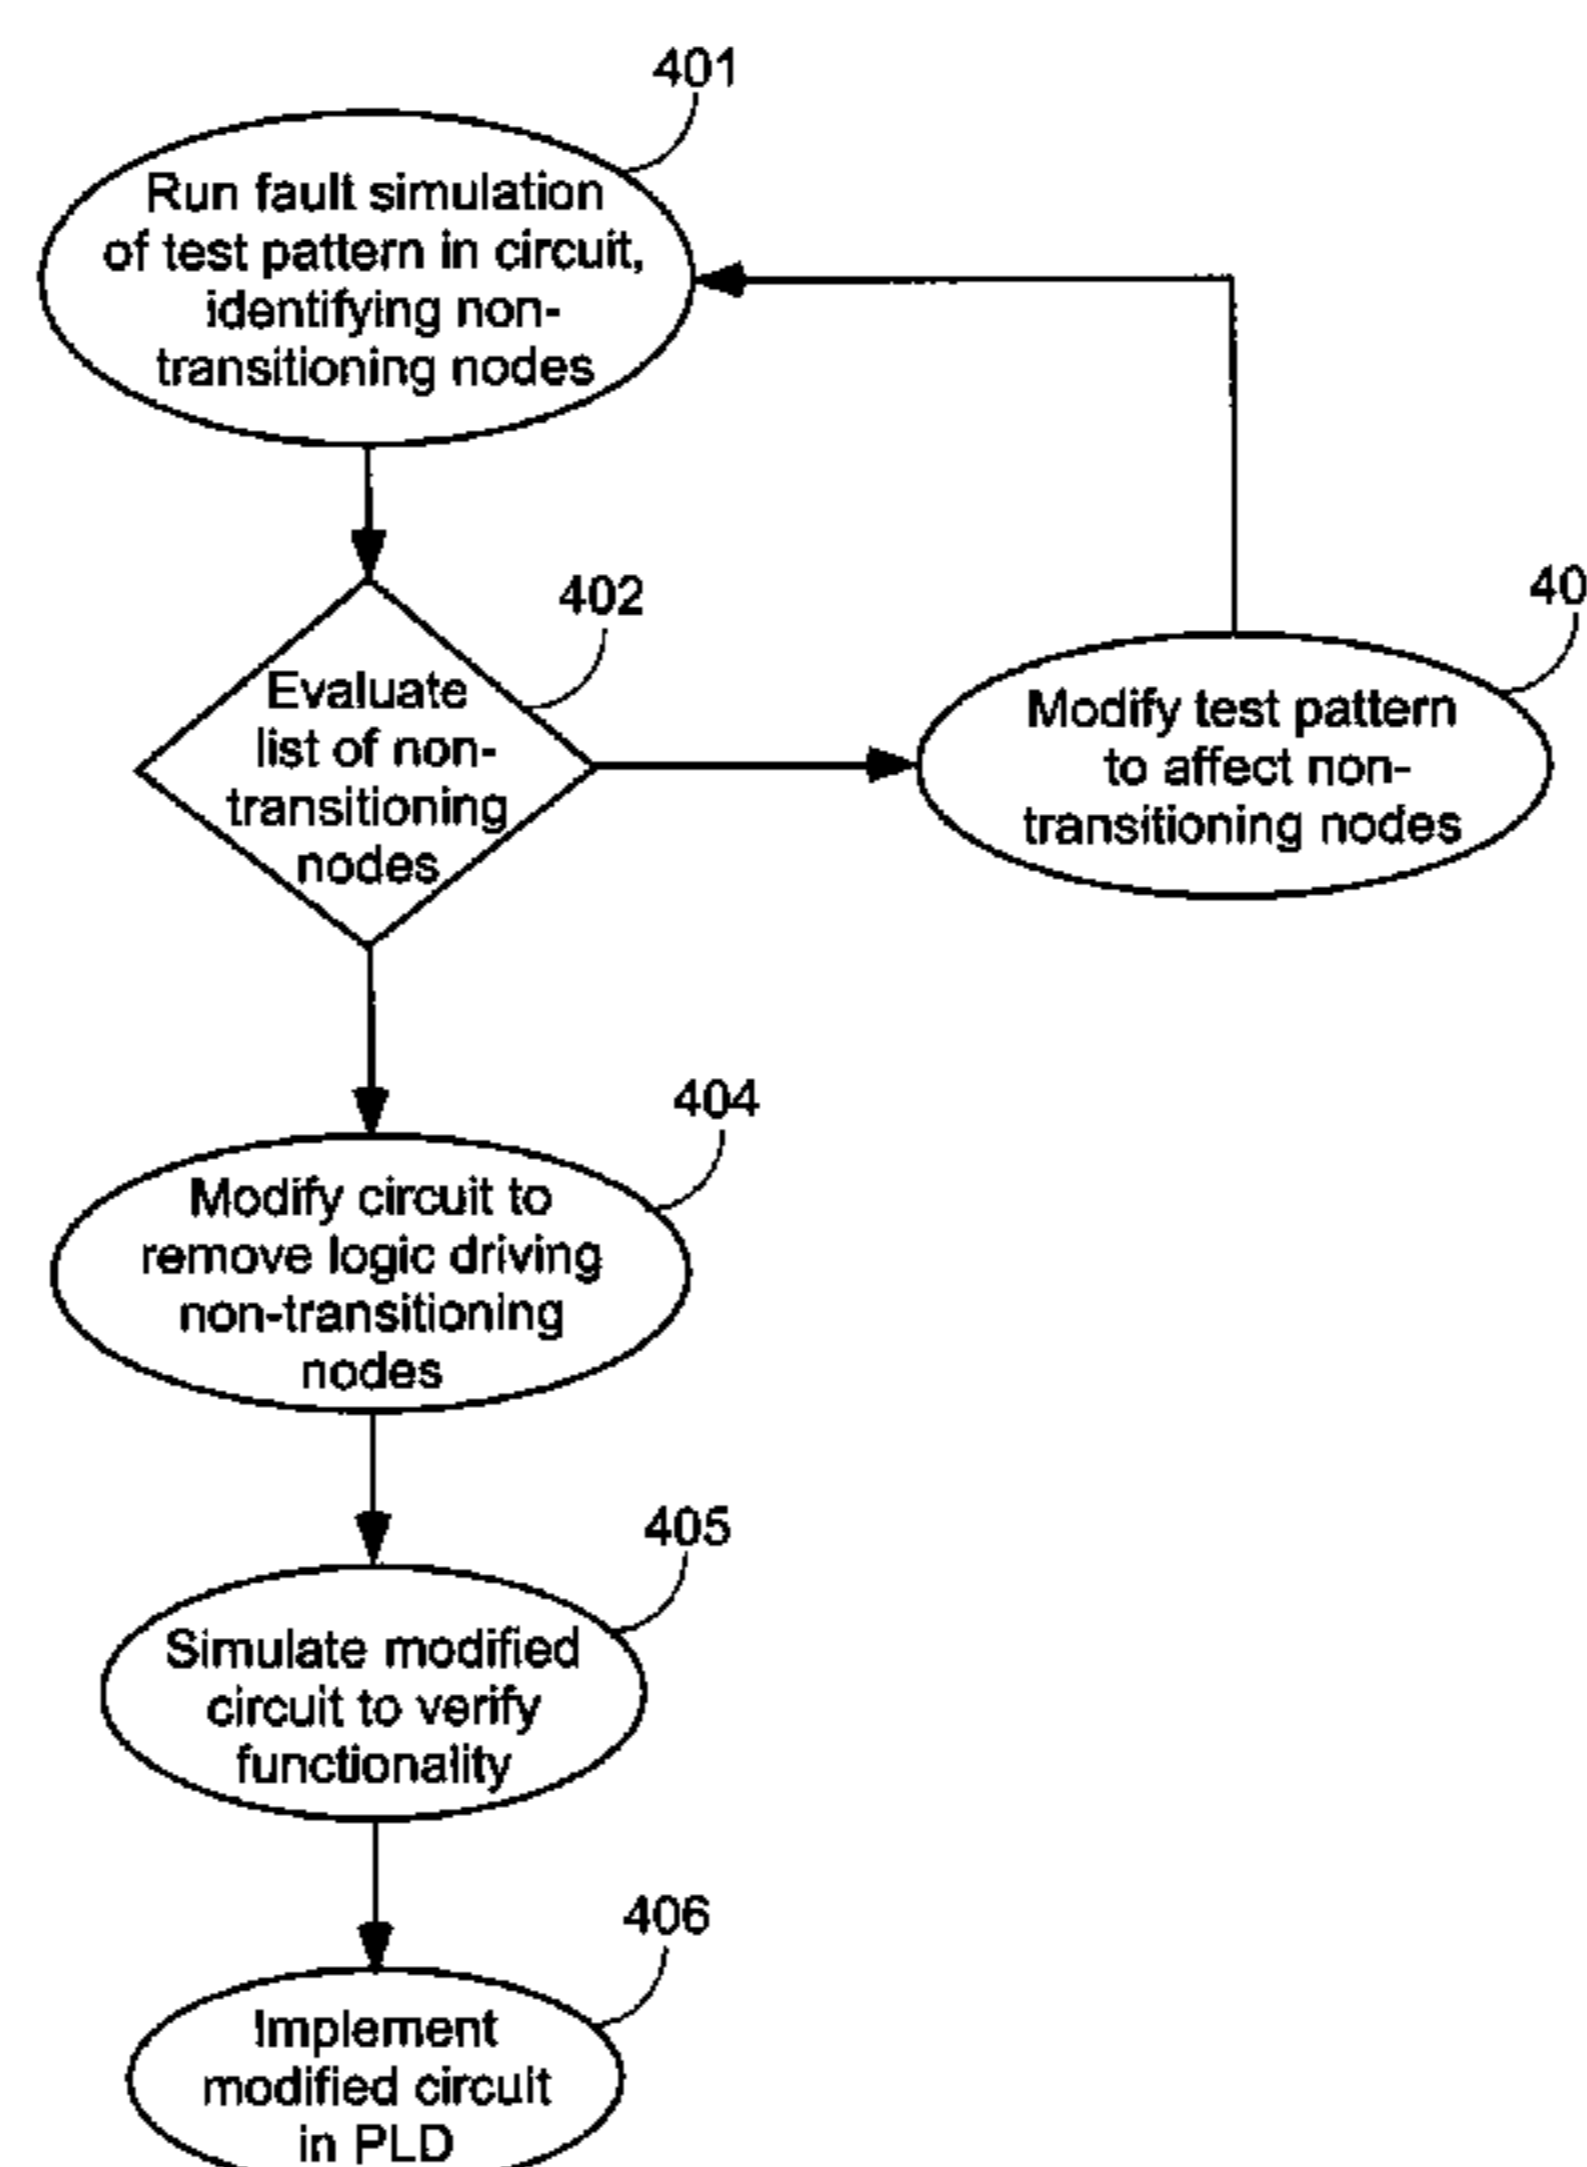 401
Run fault simulation
of test pattern in circuit,
identifying non-
transitioning nodes
402
Evaluate
list of non-
transitioning
nodes
40
Modify test pattern
to affect non-
transitioning nodes
404
Modify circuit to
remove logic driving
non-transitioning
nodes
405
Simulate modified
circuit to verify
functionality
406
Implement
modified circuit
in PLD